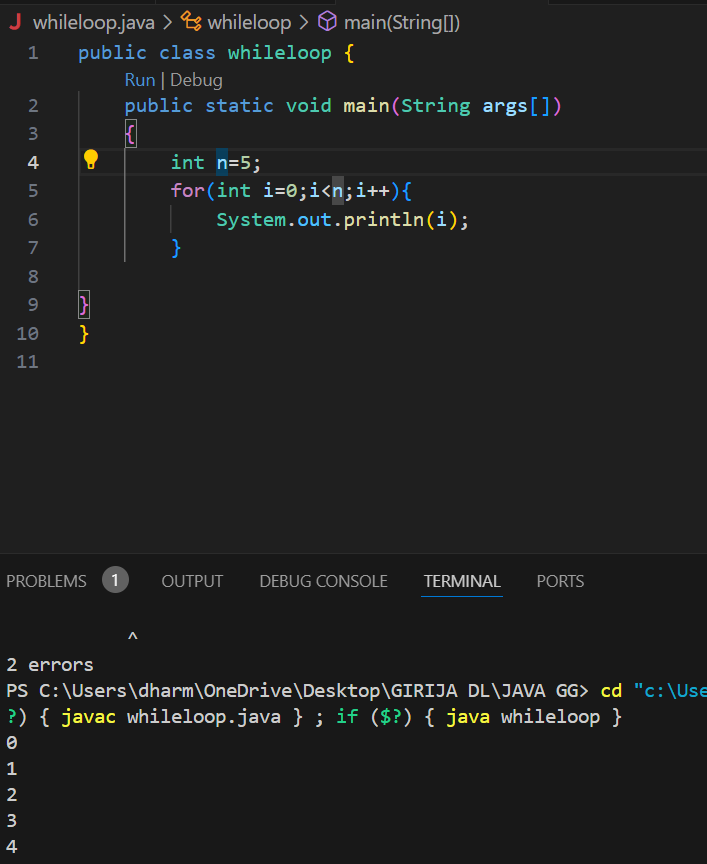 J whileloop.java > whileloop > main(String[])
1 public class whileloop {
Run | Debug
2 public static void main(String args[])
3 {
4 int n=5;
5 for(int i=0;i<n;i++){
6 System.out.println(i);
7 }
8
9 }
10 }
11
PROBLEMS 1 OUTPUT DEBUG CONSOLE TERMINAL PORTS
^
2 errors
PS C:\Users\dharm\OneDrive\Desktop\GIRIJA DL\JAVA GG> cd "c:\Use
?) { javac whileloop.java } ; if ($?) { java whileloop }
0
1
2
3
4